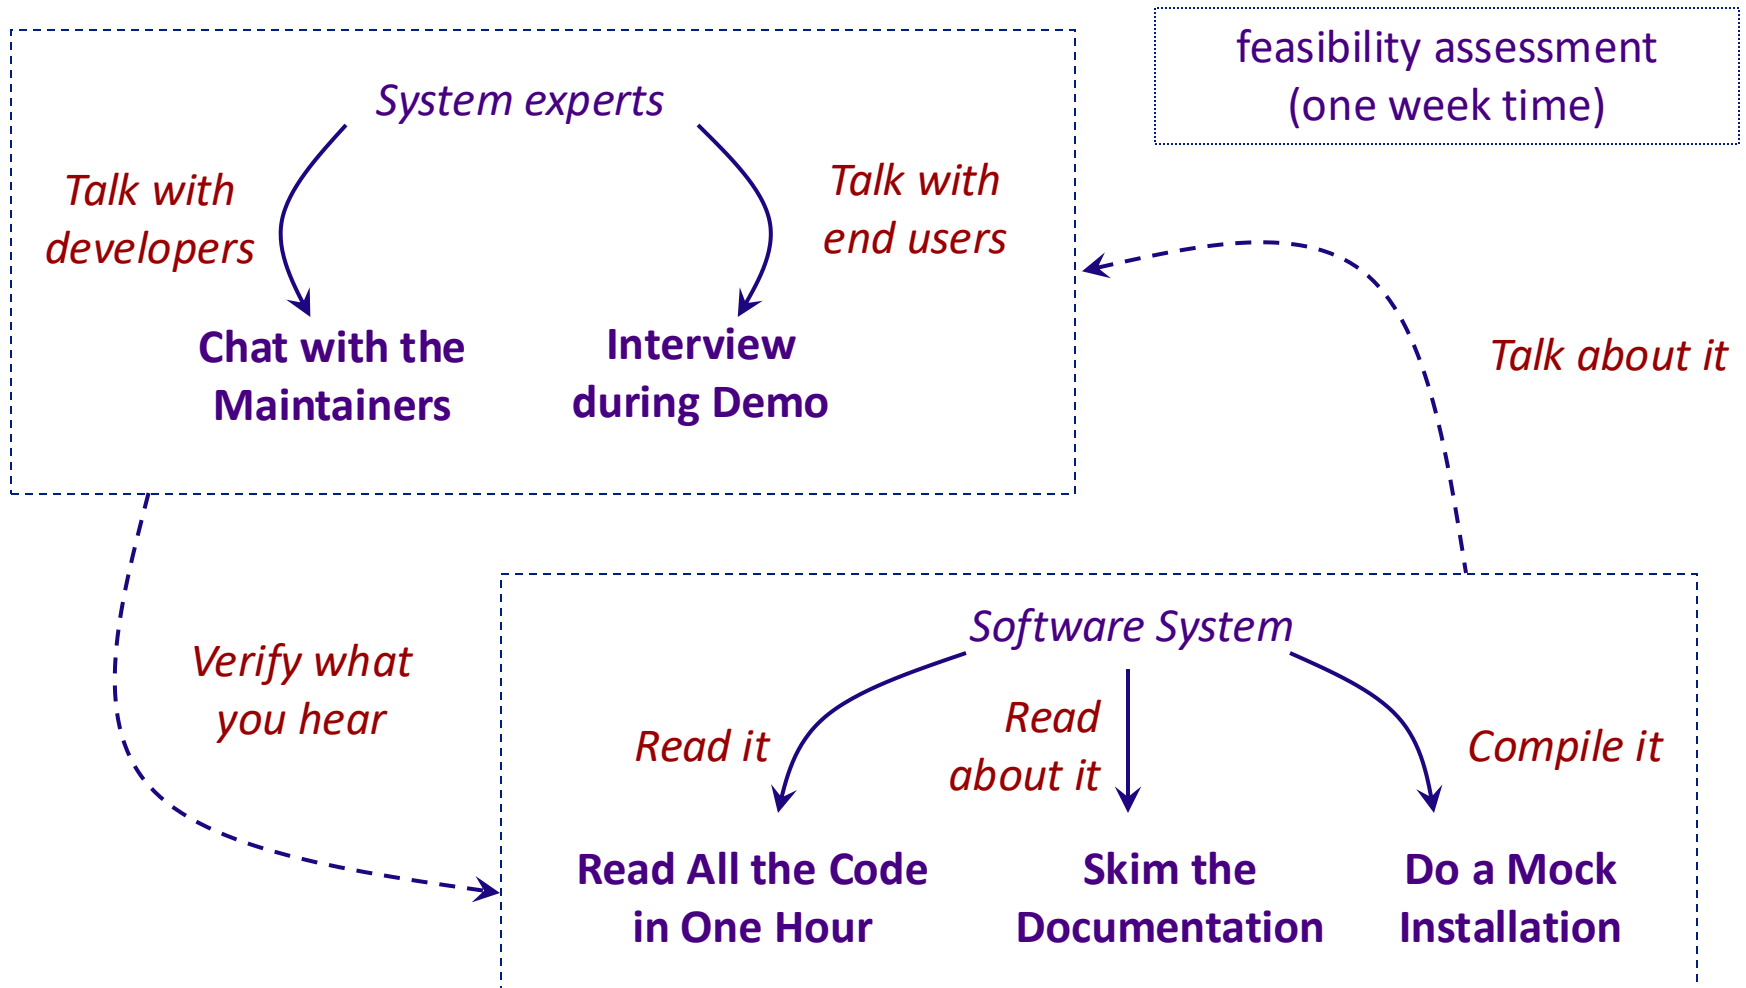 feasibility assessment
(one week time)
System experts
Talk with
developers
Talk with
end users
Chat with the
Maintainers
Interview
during Demo
Talk about it
Verify what
you hear
Software System
Read it
Read
about it
Compile it
Read All the Code
in One Hour
Skim the
Documentation
Do a Mock
Installation